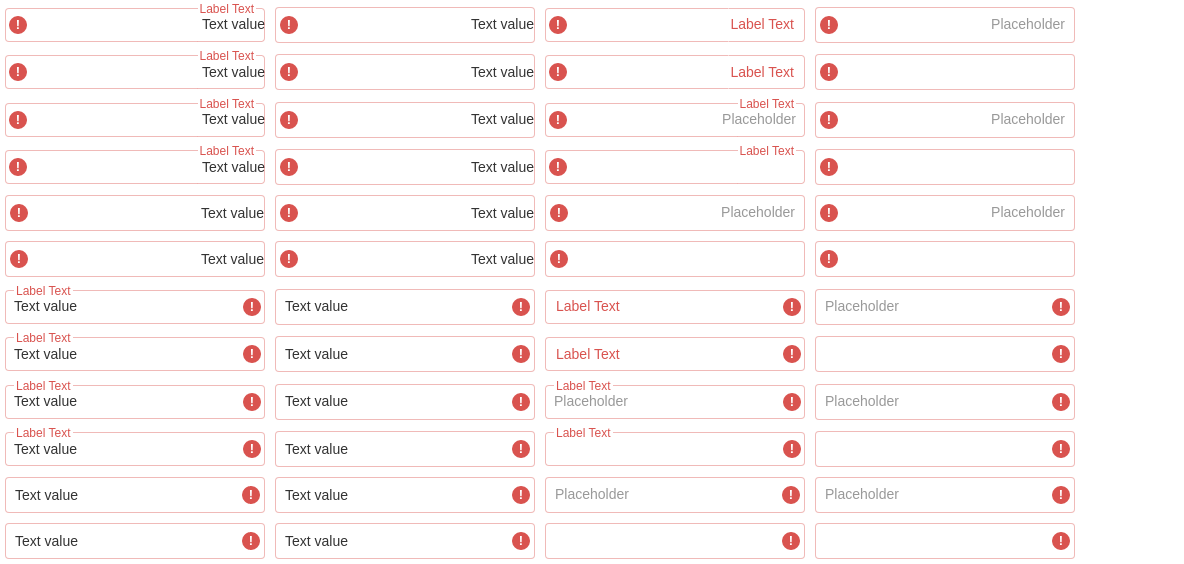 Label Text
! Text value ! Text value ! Label Text ! Placeholder
Label Text
! Text value ! Text value ! Label Text !
Label Text Label Text
! Text value ! Text value ! Placeholder ! Placeholder
Label Text Label Text
! Text value ! Text value ! !
! Text value ! Text value ! Placeholder ! Placeholder
! Text value ! Text value ! !
Label Text
Text value ! Text value ! Label Text ! Placeholder !
Label Text
Text value ! Text value ! Label Text ! !
Label Text Label Text
Text value ! Text value ! Placeholder ! Placeholder !
Label Text Label Text
Text value ! Text value ! ! !
Text value ! Text value ! Placeholder ! Placeholder !
Text value ! Text value ! ! !